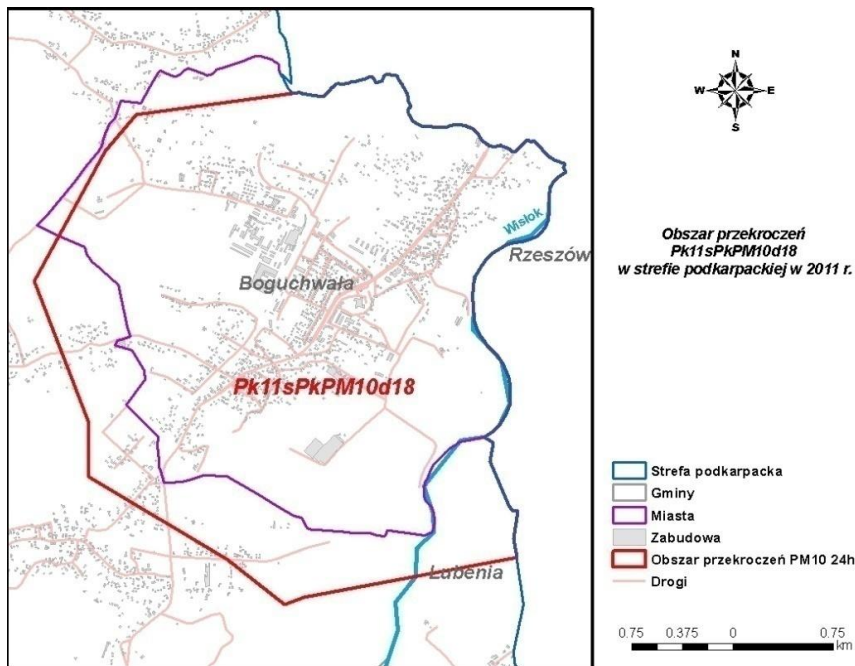 N
W E
S
Obszar przekroczeń
Pk11sPkPM10d18
w strefie podkarpackiej w 2011 r.
Wisłok
Rzeszów
Boguchwała
Pk11sPkPM10d18
Łubenia
Strefa podkarpacka
Gminy
Miasta
Zabudowa
Obszar przekroczeń PM10 24h
Drogi
0.75 0.375 0 0.75
km